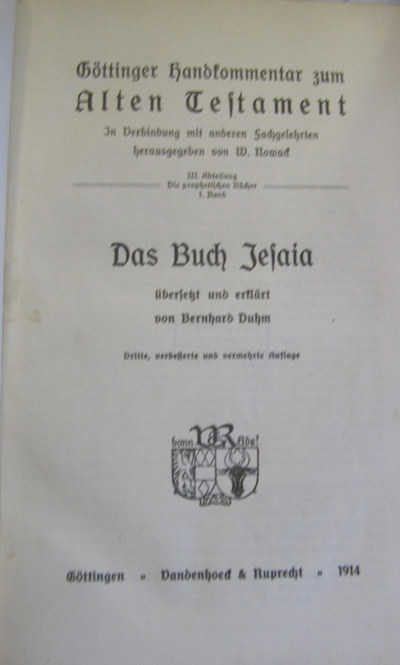 Göttinger Handkommentar zum
Alten Testament
In Verbindung mit anderen Fachgelehrten
herausgegeben von W. Nowack
III. Abteilung
Die prophetischen Bücher
1. Band
Das Buch Jesaia
übersetzt und erklärt
von Bernhard Duhm
Dritte, verbesserte und vermehrte Auflage
Göttingen • Vandenhoeck & Ruprecht • 1914